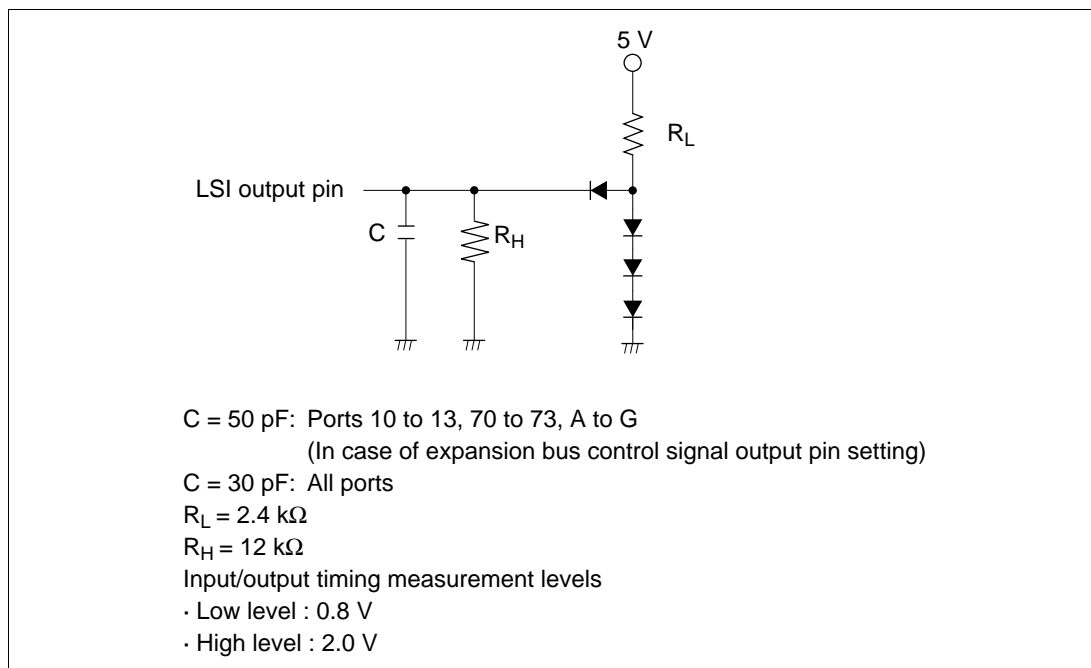 5 V
R_L
LSI output pin
C
R_H
C = 50 pF: Ports 10 to 13, 70 to 73, A to G
(In case of expansion bus control signal output pin setting)
C = 30 pF: All ports
R_L = 2.4 kΩ
R_H = 12 kΩ
Input/output timing measurement levels
· Low level : 0.8 V
· High level : 2.0 V